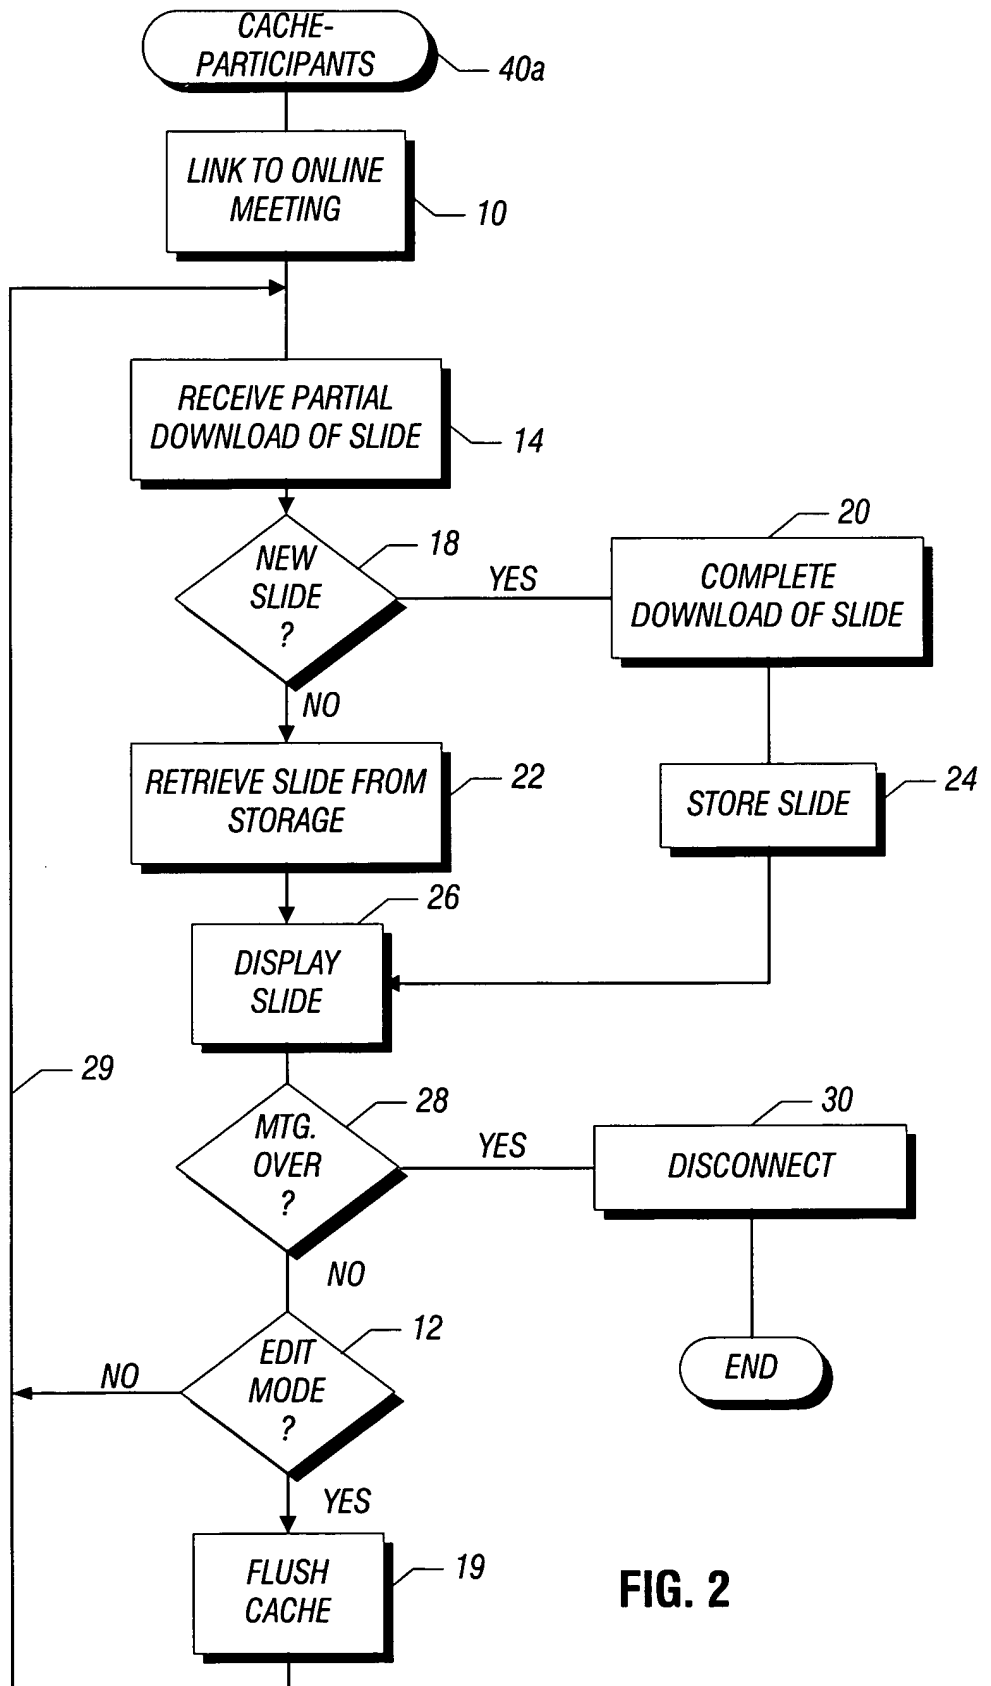 CACHE-
PARTICIPANTS
40a
LINK TO ONLINE
MEETING
10
RECEIVE PARTIAL
DOWNLOAD OF SLIDE
14
NEW
SLIDE
?
18
YES
20
COMPLETE
DOWNLOAD OF SLIDE
NO
RETRIEVE SLIDE FROM
STORAGE
22
STORE SLIDE
24
26
DISPLAY
SLIDE
29
MTG.
OVER
?
28
YES
30
DISCONNECT
NO
EDIT
MODE
?
12
NO
END
YES
FLUSH
CACHE
19
FIG. 2